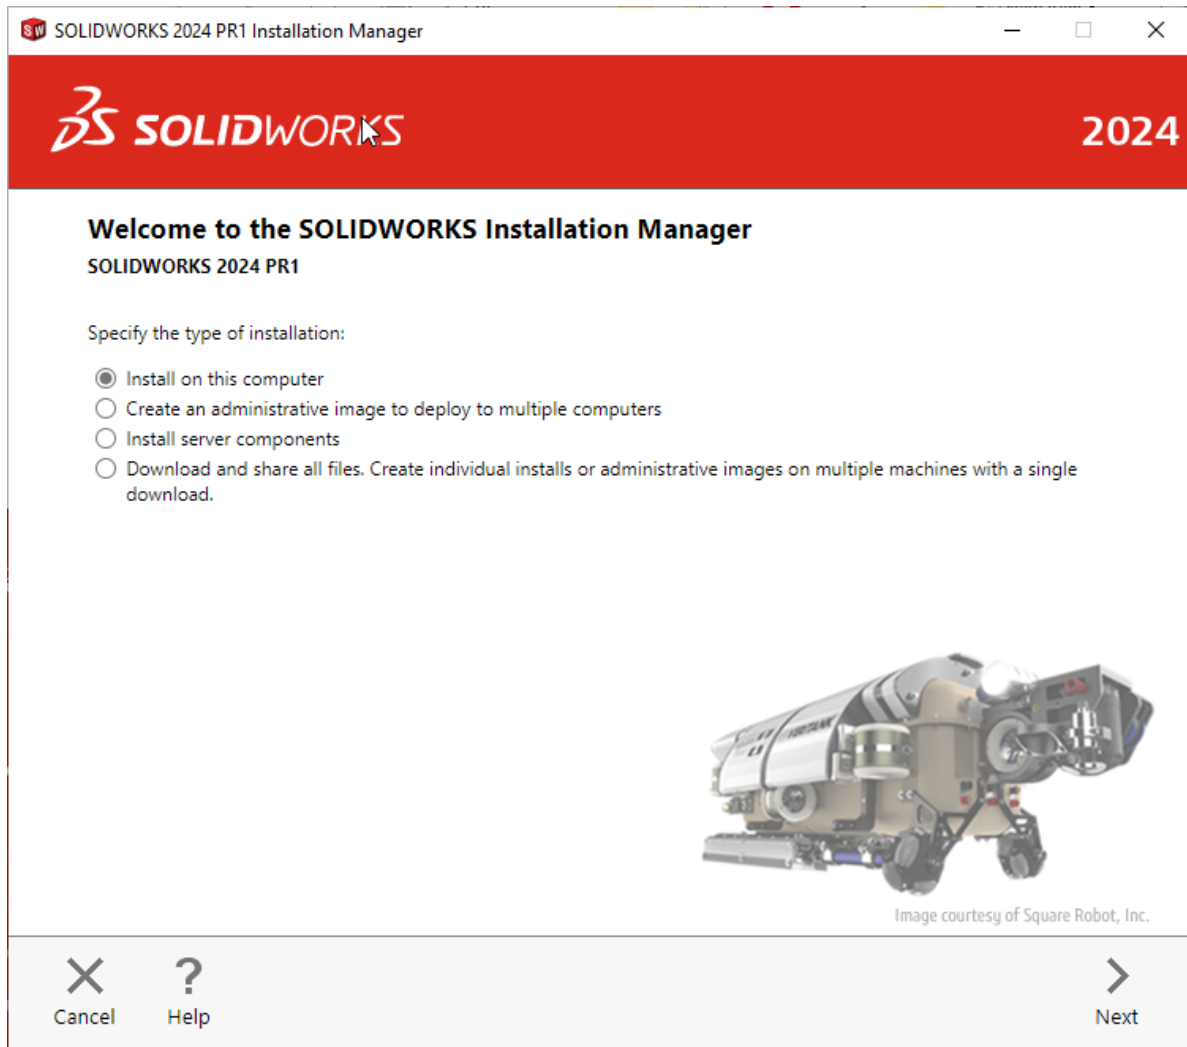 SOLIDWORKS 2024 PR1 Installation Manager
SOLIDWORKS
2024
Welcome to the SOLIDWORKS Installation Manager
SOLIDWORKS 2024 PR1
Specify the type of installation:
Install on this computer
Create an administrative image to deploy to multiple computers
Install server components
Download and share all files. Create individual installs or administrative images on multiple machines with a single
download.
Image courtesy of Square Robot, Inc.
Cancel
Help
Next